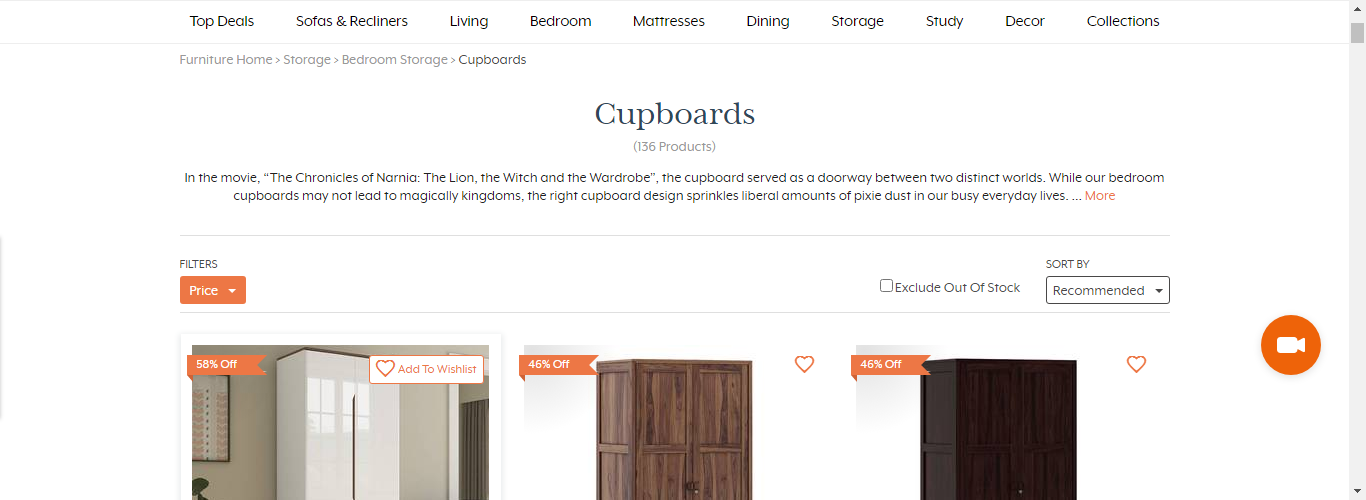 Top Deals Sofas & Recliners Living Bedroom Mattresses Dining Storage Study Decor Collections
Furniture Home > Storage > Bedroom Storage > Cupboards
Cupboards
(136 Products)
In the movie, “The Chronicles of Narnia: The Lion, the Witch and the Wardrobe”, the cupboard served as a doorway between two distinct worlds. While our bedroom
cupboards may not lead to magically kingdoms, the right cupboard design sprinkles liberal amounts of pixie dust in our busy everyday lives. ... More
FILTERS
Price
Exclude Out Of Stock
SORT BY
Recommended
58% Off
Add To Wishlist
46% Off
46% Off